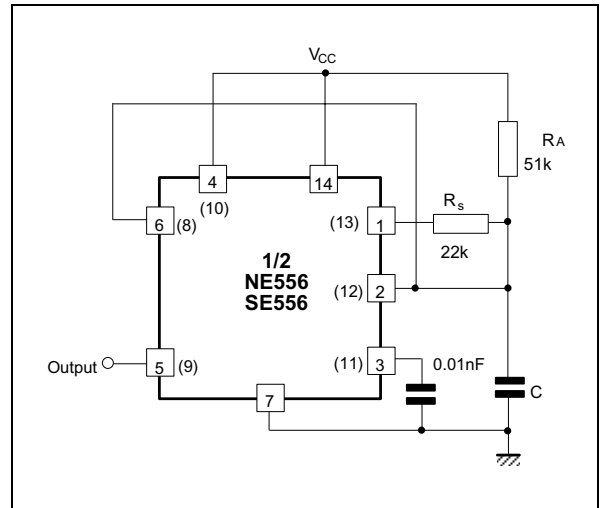 VCC
RA
51k
4
14
(10)
Rs
6
(8)
(13)
1
22k
1/2
NE556
SE556
(12)
2
Output
5
(9)
(11)
3
0.01nF
C
7